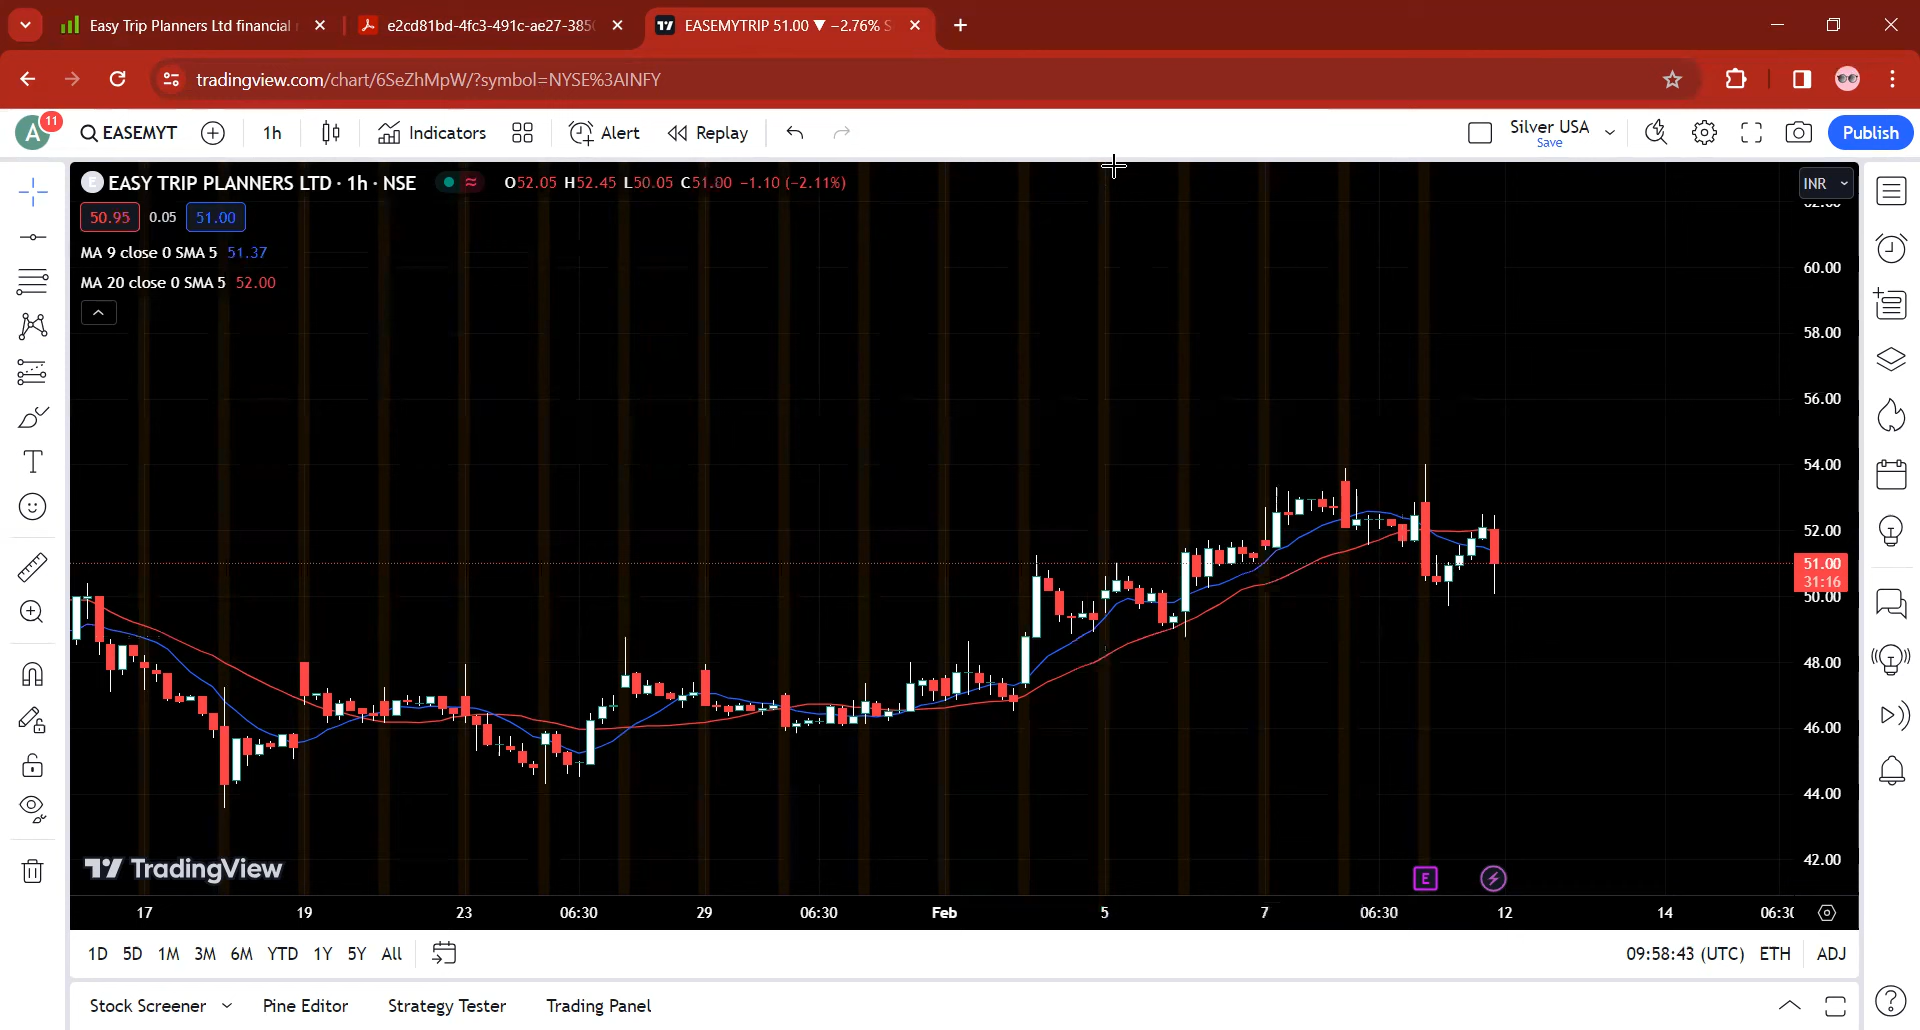 Easy Trip Planners Ltd financial
e2cd81bd-4fc3-491c-ae27-385
EASEMYTRIP 51.00 ▼ −2.76% S
tradingview.com/chart/6SeZhMpW/?symbol=NYSE%3AINFY
A 11
EASEMYT
1h
Indicators
Alert
Replay
Silver USA
Save
Publish
E EASY TRIP PLANNERS LTD · 1h · NSE
O52.05 H52.45 L50.05 C51.00 −1.10 (−2.11%)
INR
50.95 0.05 51.00
MA 9 close 0 SMA 5 51.37
MA 20 close 0 SMA 5 52.00
60.00
58.00
56.00
54.00
52.00
51.00
31:16
50.00
48.00
46.00
44.00
42.00
TradingView
E
17 19 23 06:30 29 06:30 Feb 5 7 06:30 12 14 06:30
1D 5D 1M 3M 6M YTD 1Y 5Y All
09:58:43 (UTC) ETH ADJ
Stock Screener Pine Editor Strategy Tester Trading Panel